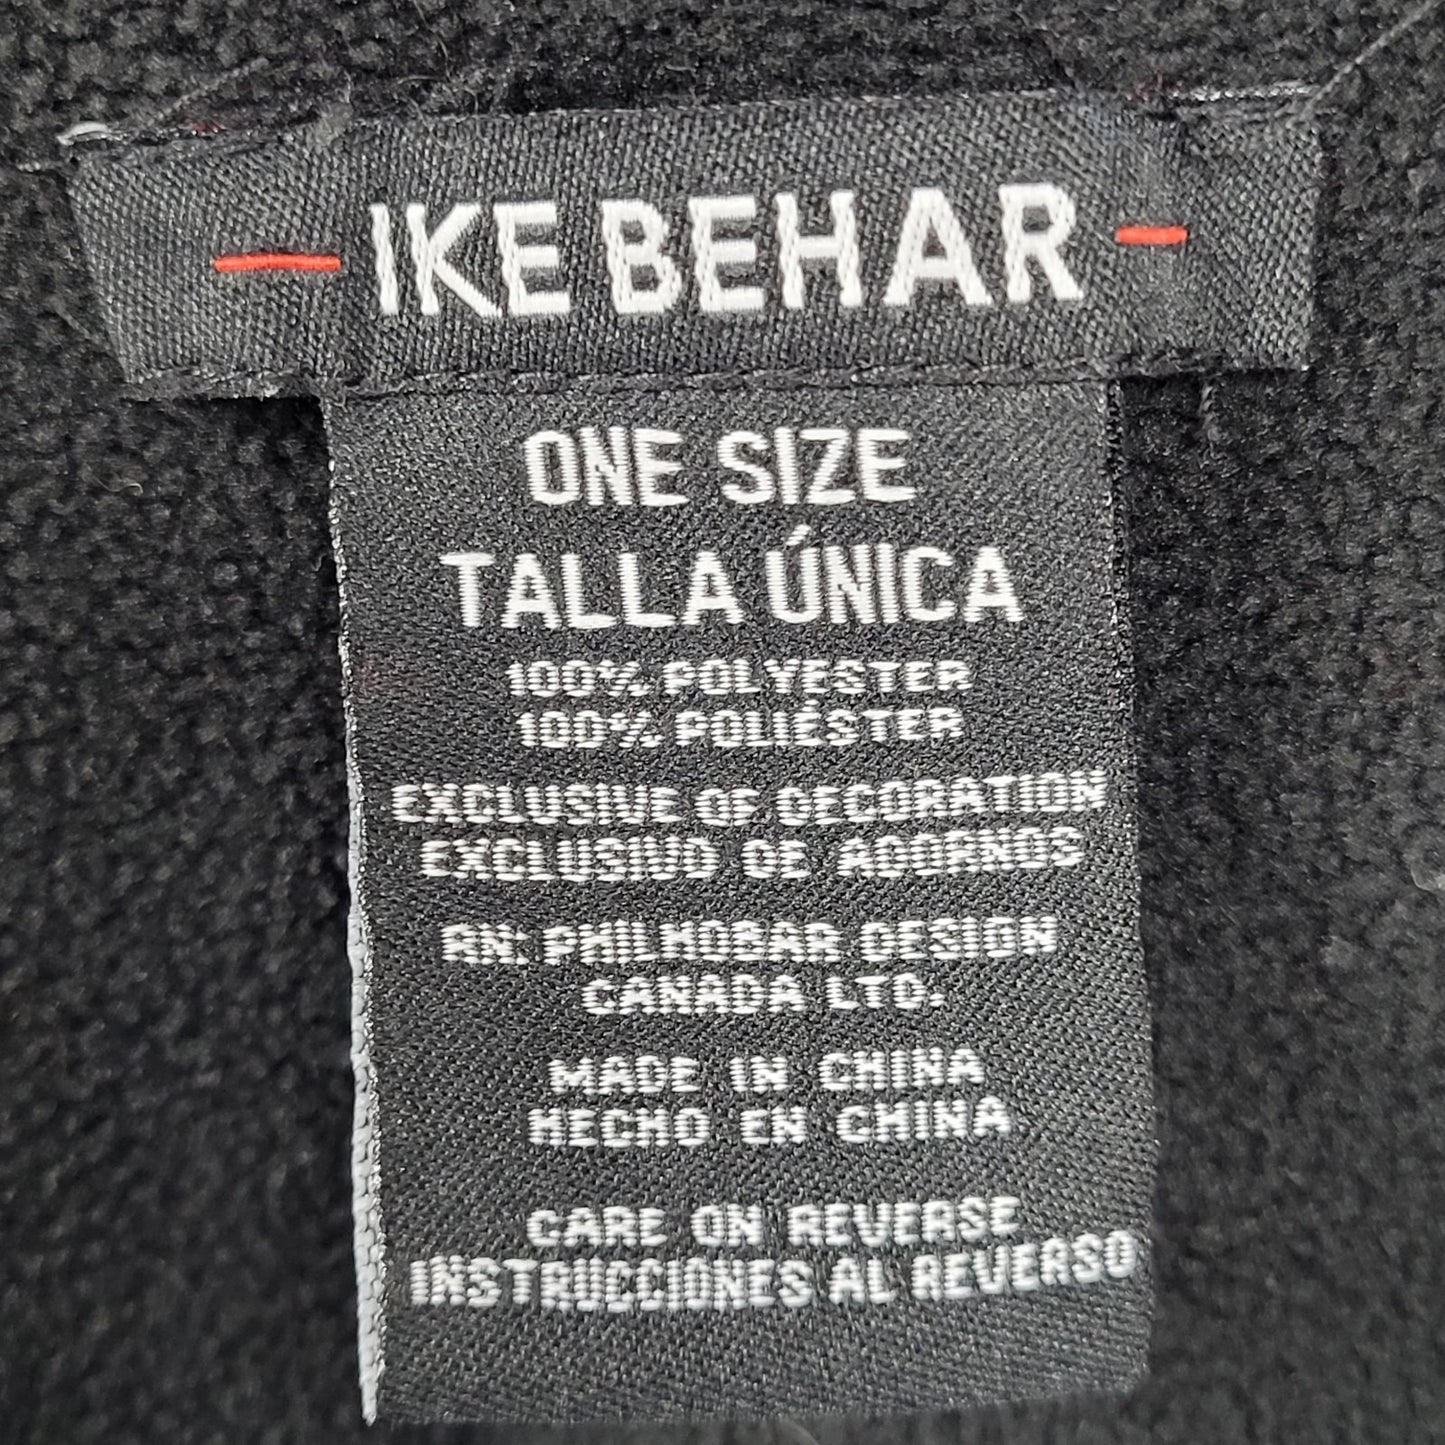 IKE BEHAR
ONE SIZE
TALLA ÚNICA
100% POLYESTER
100% POLIÉSTER
EXCLUSIVE OF DECORATION
EXCLUSIVO DE ADORNOS
RN: PHILMOBAR DESIGN
CANADA LTD.
MADE IN CHINA
HECHO EN CHINA
CARE ON REVERSE
INSTRUCCIONES AL REVERSO